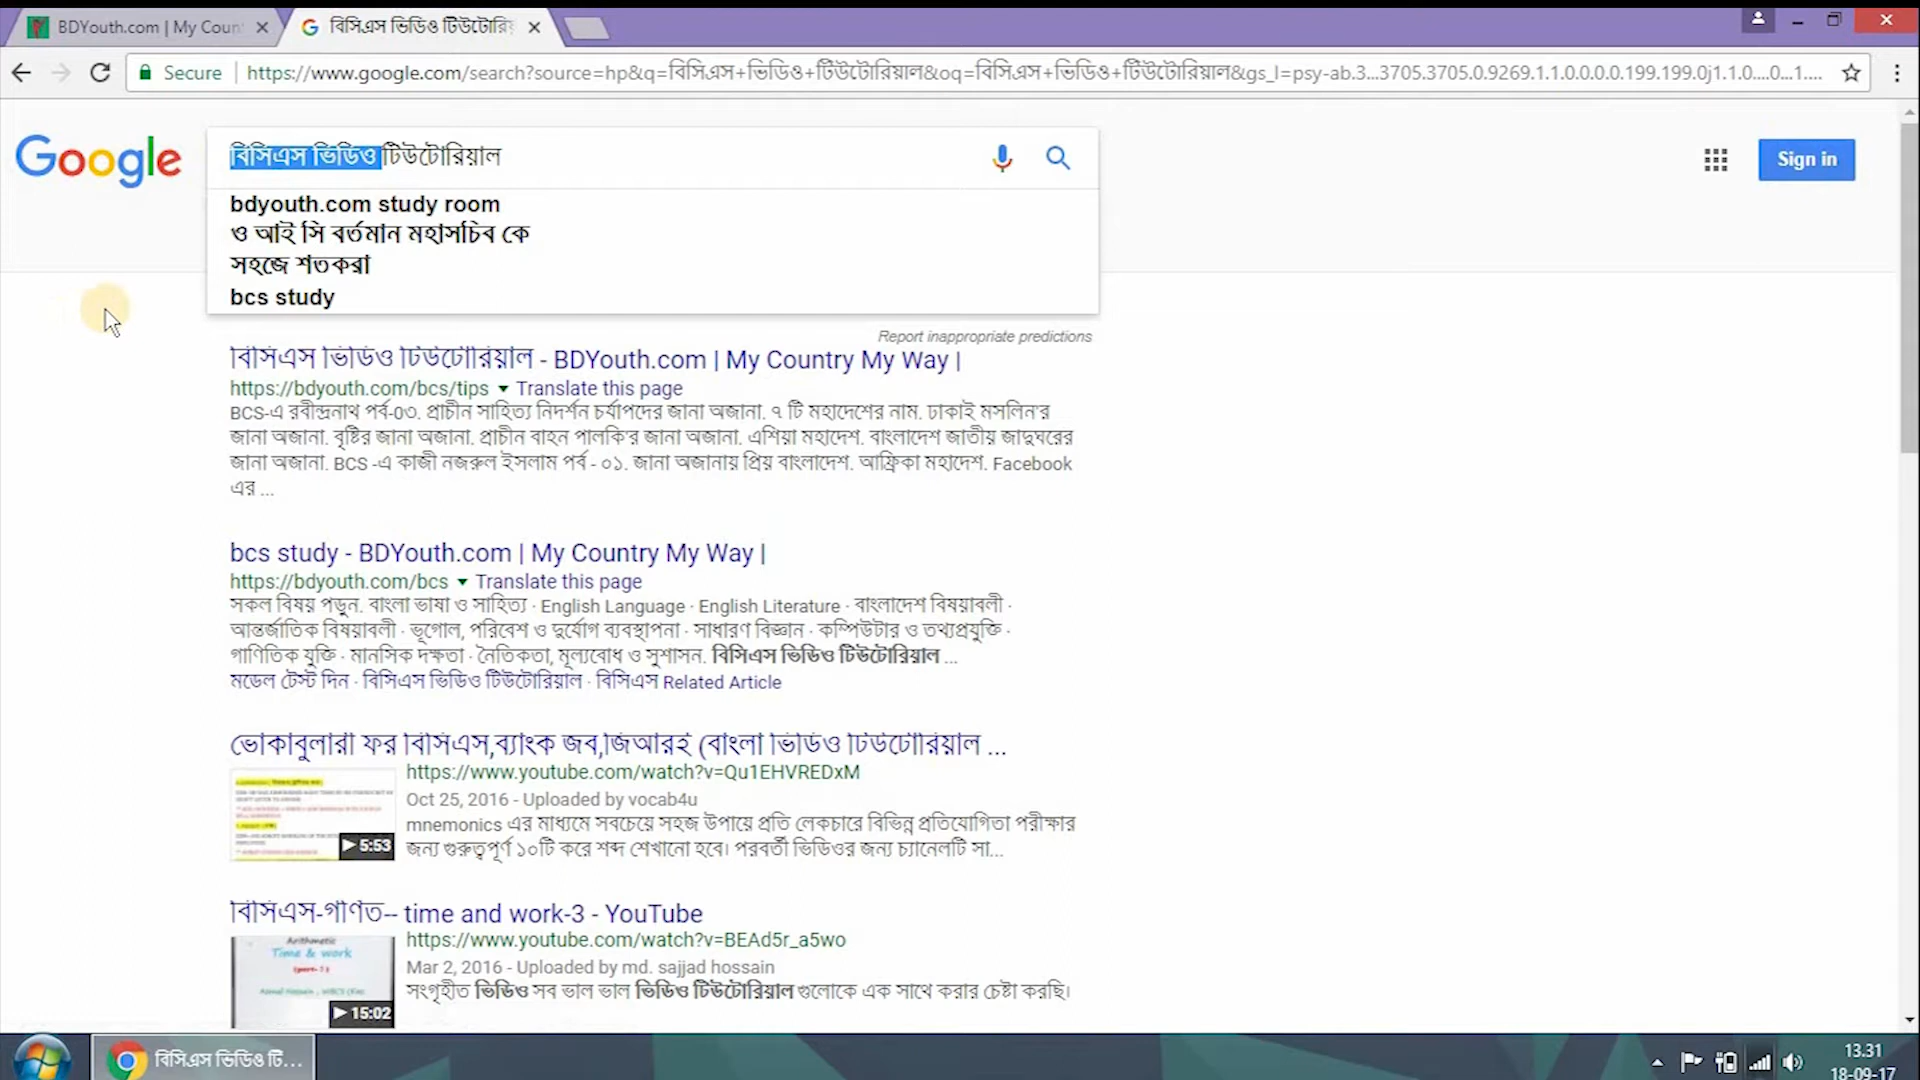 BDYouth.com | My Coun
বিসিএস ভিডিও টিউটোরি
Secure
https://www.google.com/search?source=hp&q=বিসিএস+ভিডিও+টিউটোরিয়াল&oq=বিসিএস+ভিডিও+টিউটোরিয়াল&gs_l=psy-ab.3...3705.3705.0.9269.1.1.0.0.0.0.199.199.0j1.1.0....0...1....
Google
বিসিএস ভিডিও টিউটোরিয়াল
Sign in
bdyouth.com study room
ও আই সি বর্তমান মহাসচিব কে
সহজে শতকরা
bcs study
Report inappropriate predictions
বিসিএস ভিডিও টিউটোরিয়াল - BDYouth.com | My Country My Way |
https://bdyouth.com/bcs/tips ▾ Translate this page
BCS-এ রবীন্দ্রনাথ পর্ব-০৩. প্রাচীন সাহিত্য নিদর্শন চর্যাপদের জানা অজানা. ৭ টি মহাদেশের নাম. ঢাকাই মসলিন'র
জানা অজানা. বৃষ্টির জানা অজানা. প্রাচীন বাহন পালকি'র জানা অজানা. এশিয়া মহাদেশ. বাংলাদেশ জাতীয় জাদুঘরের
জানা অজানা. BCS -এ কাজী নজরুল ইসলাম পর্ব - ০১. জানা অজানায় প্রিয় বাংলাদেশ. আফ্রিকা মহাদেশ. Facebook
এর ...
bcs study - BDYouth.com | My Country My Way |
https://bdyouth.com/bcs ▾ Translate this page
সকল বিষয় পড়ুন. বাংলা ভাষা ও সাহিত্য · English Language · English Literature · বাংলাদেশ বিষয়াবলী ·
আন্তর্জাতিক বিষয়াবলী · ভূগোল, পরিবেশ ও দুর্যোগ ব্যবস্থাপনা · সাধারণ বিজ্ঞান · কম্পিউটার ও তথ্যপ্রযুক্তি ·
গাণিতিক যুক্তি · মানসিক দক্ষতা · নৈতিকতা, মূল্যবোধ ও সুশাসন. বিসিএস ভিডিও টিউটোরিয়াল ...
মডেল টেস্ট দিন · বিসিএস ভিডিও টিউটোরিয়াল · বিসিএস Related Article
ভোকাবুলারী ফর বিসিএস,ব্যাংক জব,জিআরই (বাংলা ভিডিও টিউটোরিয়াল ...
https://www.youtube.com/watch?v=Qu1EHVREDxM
Oct 25, 2016 - Uploaded by vocab4u
mnemonics এর মাধ্যমে সবচেয়ে সহজ উপায়ে প্রতি লেকচারে বিভিন্ন প্রতিযোগিতা পরীক্ষার
জন্য গুরুত্বপূর্ণ ১০টি করে শব্দ শেখানো হবে। পরবর্তী ভিডিওর জন্য চ্যানেলটি সা...
5:53
বিসিএস-গণিত-- time and work-3 - YouTube
https://www.youtube.com/watch?v=BEAd5r_a5wo
Mar 2, 2016 - Uploaded by md. sajjad hossain
সংগৃহীত ভিডিও সব ভাল ভাল ভিডিও টিউটোরিয়াল গুলোকে এক সাথে করার চেষ্টা করছি।
Arithmetic
Time & work
15:02
বিসিএস ভিডিও টি...
13.31
18-09-17